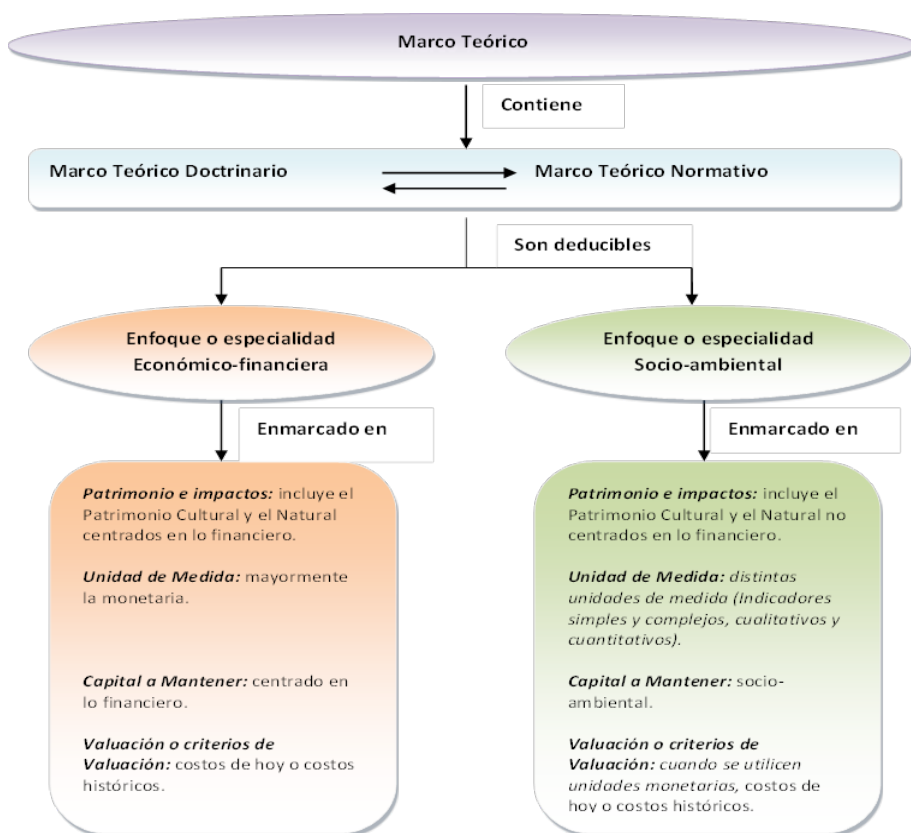 Marco Teórico
Contiene
Marco Teórico Doctrinario
Marco Teórico Normativo
Son deducibles
Enfoque o especialidad
Económico-financiera
Enfoque o especialidad
Socio-ambiental
Enmarcado en
Enmarcado en
Patrimonio e impactos: incluye el
Patrimonio Cultural y el Natural
centrados en lo financiero.
Unidad de Medida: mayormente
la monetaria.
Capital a Mantener: centrado en
lo financiero.
Valuación o criterios de
Valuación: costos de hoy o costos
históricos.
Patrimonio e impactos: incluye el
Patrimonio Cultural y el Natural no
centrados en lo financiero.
Unidad de Medida: distintas
unidades de medida (Indicadores
simples y complejos, cualitativos y
cuantitativos).
Capital a Mantener: socio-
ambiental.
Valuación o criterios de
Valuación: cuando se utilicen
unidades monetarias, costos de
hoy o costos históricos.